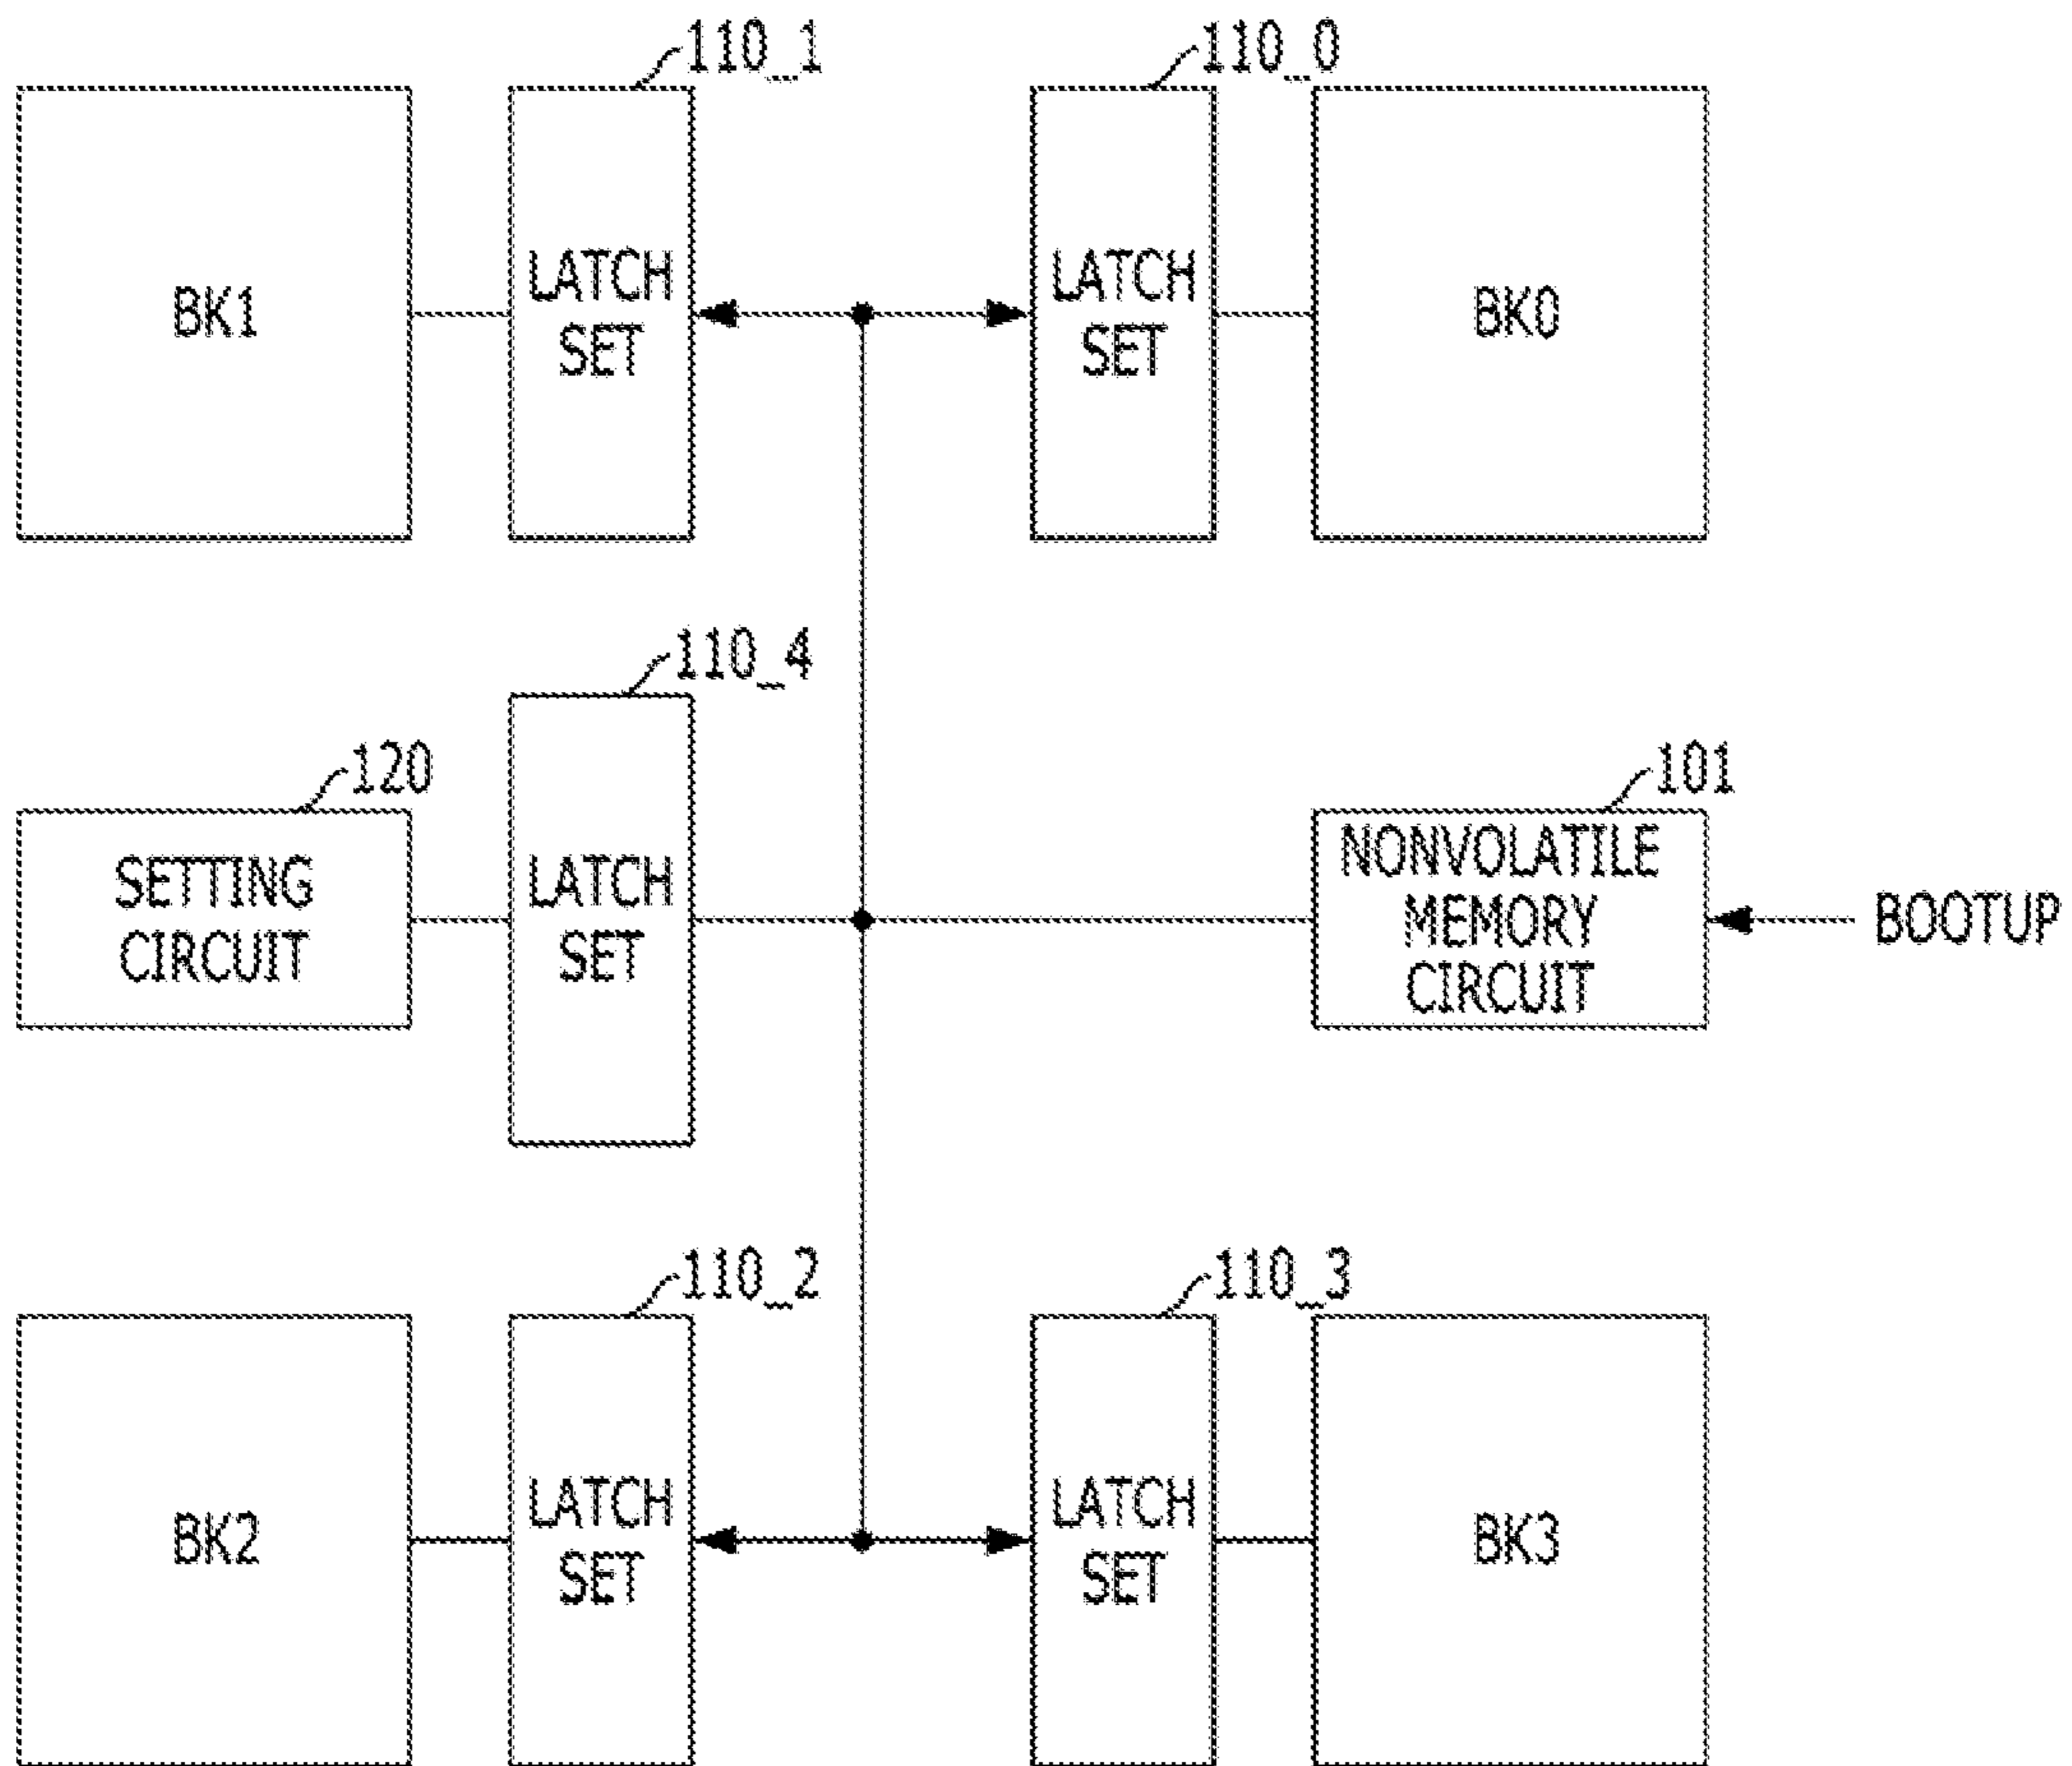 110_1
110_0
BK1
LATCH
SET
LATCH
SET
BK0
110_4
120
101
SETTING
CIRCUIT
LATCH
SET
NONVOLATILE
MEMORY
CIRCUIT
BOOTUP
110_2
110_3
BK2
LATCH
SET
LATCH
SET
BK3